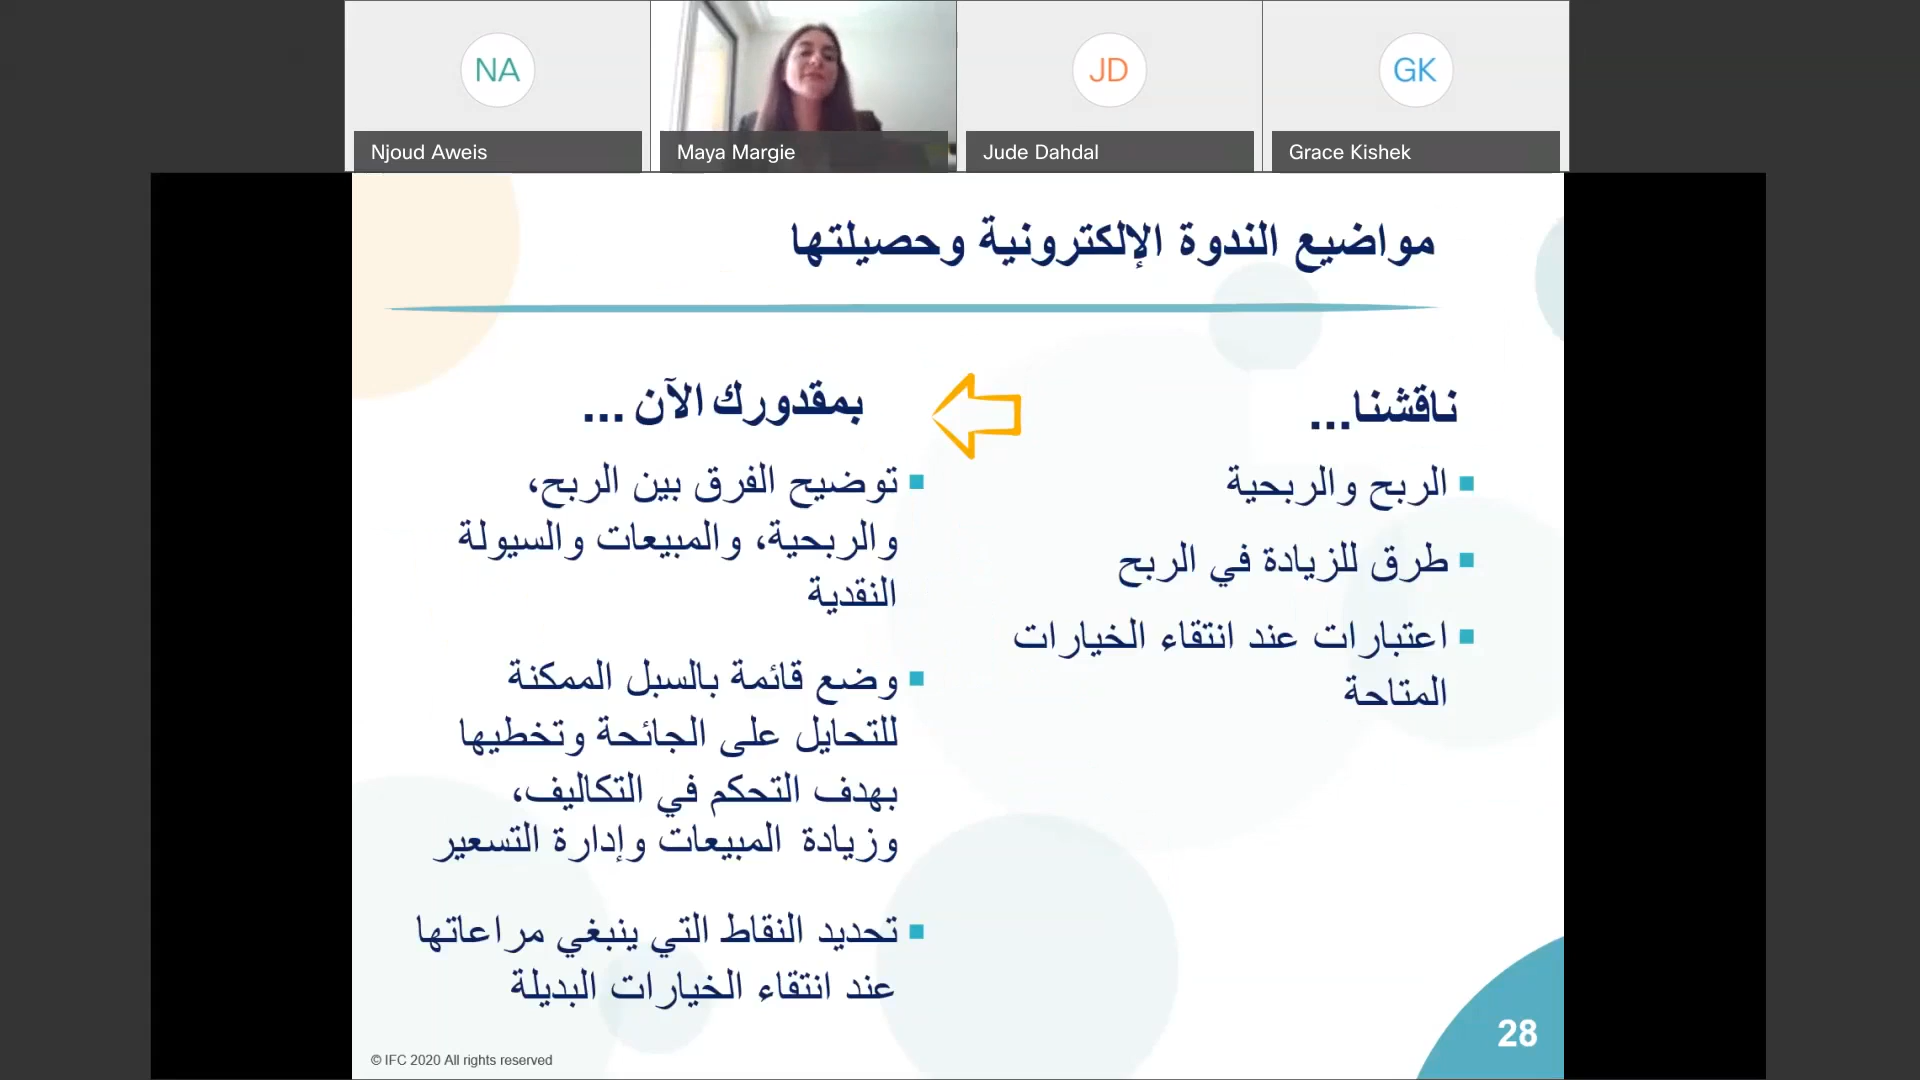 NA
JD
GK
Njoud Aweis
Maya Margie
Jude Dahdal
Grace Kishek
مواضيع الندوة الإلكترونية وحصيلتها
ناقشنا...
الربح والربحية
طرق للزيادة في الربح
اعتبارات عند انتقاء الخيارات
المتاحة
بمقدورك الآن ...
توضيح الفرق بين الربح،
والربحية، والمبيعات والسيولة
النقدية
وضع قائمة بالسبل الممكنة
للتحايل على الجائحة وتخطيها
بهدف التحكم في التكاليف،
وزيادة المبيعات وإدارة التسعير
تحديد النقاط التي ينبغي مراعاتها
عند انتقاء الخيارات البديلة
© IFC 2020 All rights reserved
28